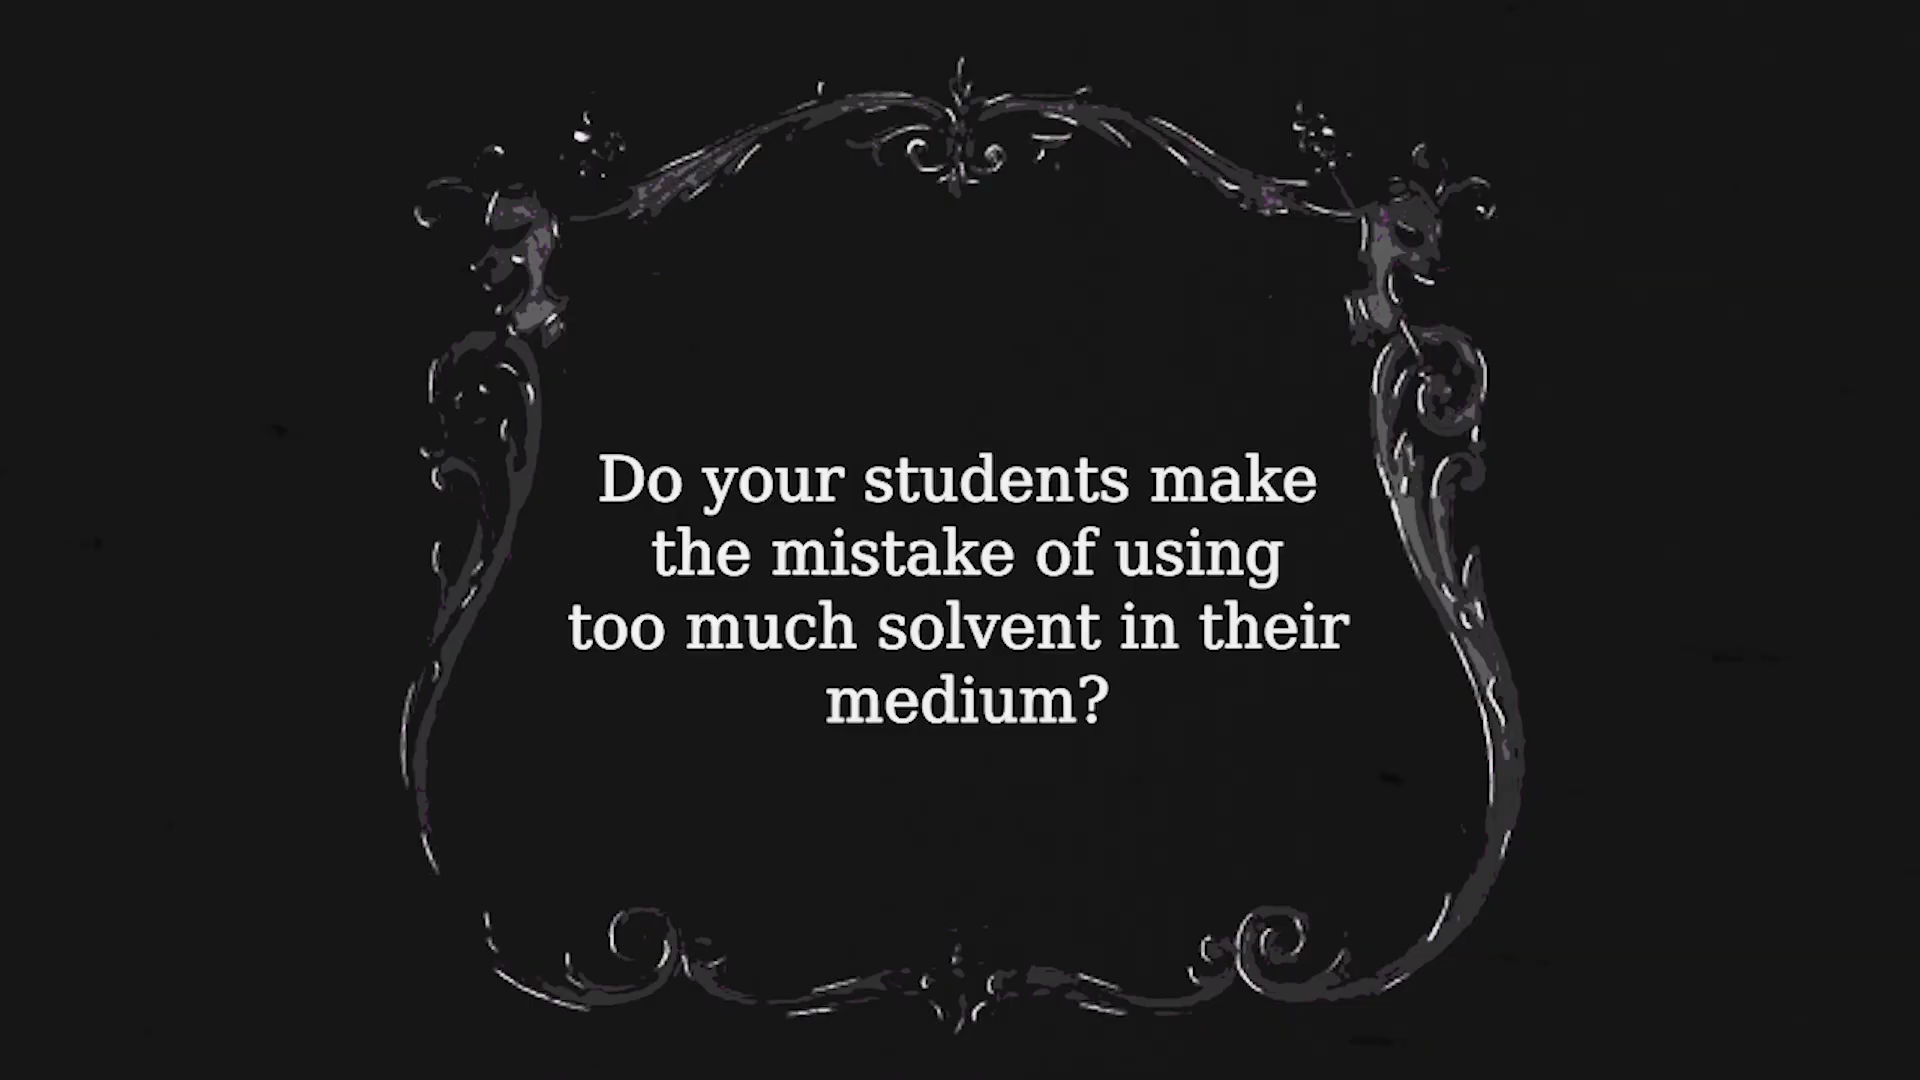 Do your students make
the mistake of using
too much solvent in their
medium?